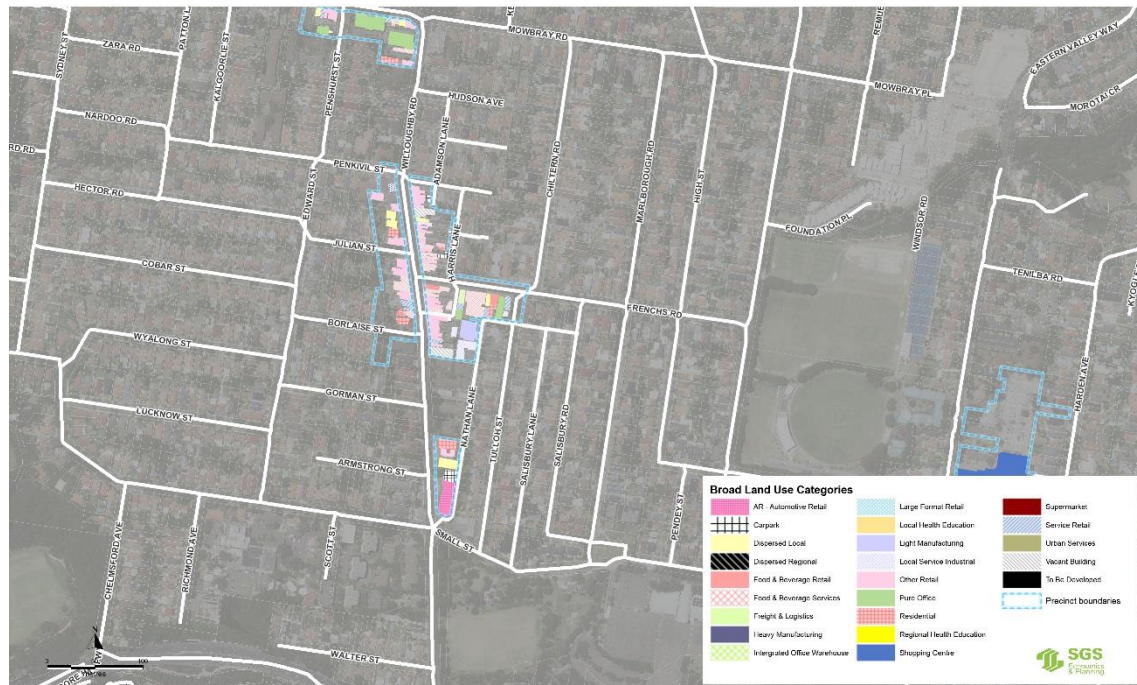 MOWBRAY RD
REMIE
EASTERN VALLEY WAY
PATTON L
ZARA RD
SYDNEY ST
KALGOORLIE ST
PENSHURST ST
MOWBRAY PL
MOROTAI CR
HUDSON AVE
WILLOUGHBY RD
ADAMSON LANE
NARDOO RD
RD RD
PENKIVIL ST
CHILTERN RD
MARLBOROUGH RD
HIGH ST
HECTOR RD
EDWARD ST
FOUNDATION PL
WINDSOR RD
JULIAN ST
HARRIS LANE
COBAR ST
TENILBA RD
KYOGLE
FRENCHS RD
BORLAISE ST
WYALONG ST
GORMAN ST
NATHAN LANE
TULLOH ST
SALISBURY LANE
SALISBURY RD
HARDEN AVE
LUCKNOW ST
ARMSTRONG ST
PENDEY ST
SMALL ST
CHELMSFORD AVE
RICHMOND AVE
SCOTT ST
WALTER ST
Broad Land Use Categories
AR - Automotive Retail
Carpark
Dispersed Local
Dispersed Regional
Food & Beverage Retail
Food & Beverage Services
Freight & Logistics
Heavy Manufacturing
Intergrated Office Warehouse
Large Format Retail
Local Health Education
Light Manufacturing
Local Service Industrial
Other Retail
Pure Office
Residential
Regional Health Education
Shopping Centre
Supermarket
Service Retail
Urban Services
Vacant Building
To Be Developed
Precinct boundaries
SGS
Economics
& Planning